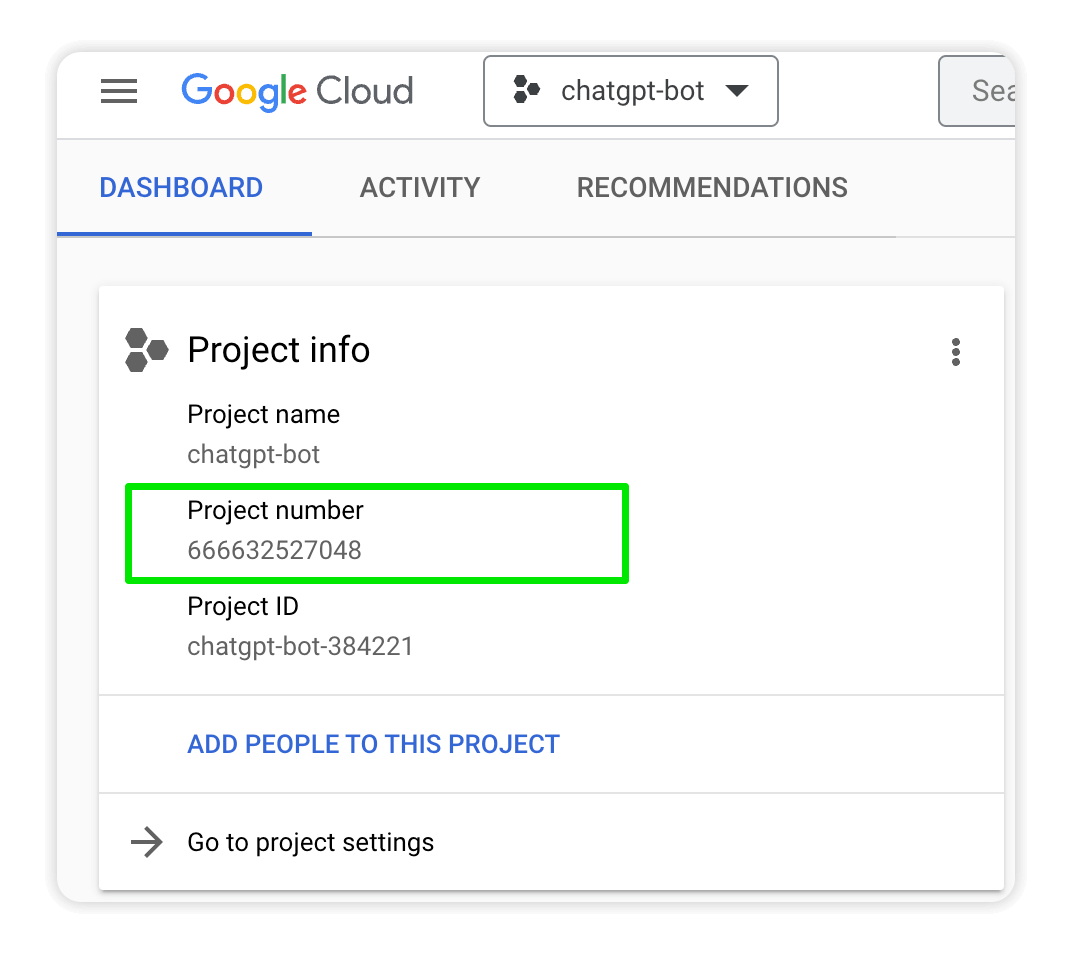 Google Cloud
chatgpt-bot
Sea
DASHBOARD
ACTIVITY
RECOMMENDATIONS
Project info
Project name
chatgpt-bot
Project number
666632527048
Project ID
chatgpt-bot-384221
ADD PEOPLE TO THIS PROJECT
Go to project settings